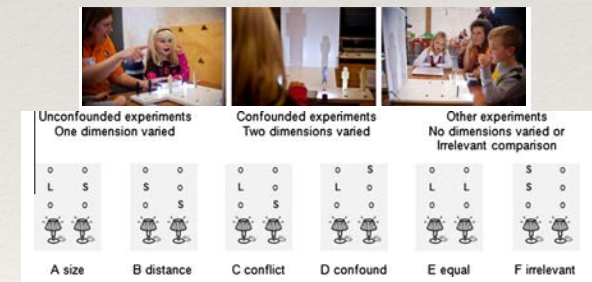 Unconfounded experiments
One dimension varied
Confounded experiments
Two dimensions varied
Other experiments
No dimensions varied or
Irrelevant comparison
o o
L S
o o
A size
o o
S o
o S
B distance
o o
L o
o S
C conflict
o S
L o
o o
D confound
o o
L L
o o
E equal
S o
S o
o o
F irrelevant